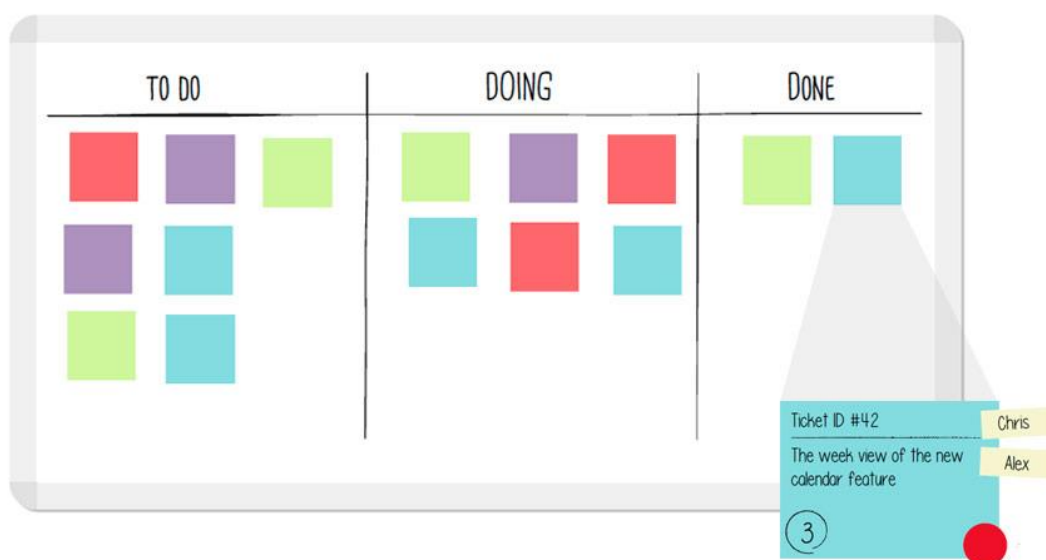 TO DO
DOING
DONE
Ticket ID #42
Chris
The week view of the new
Alex
calendar feature
3